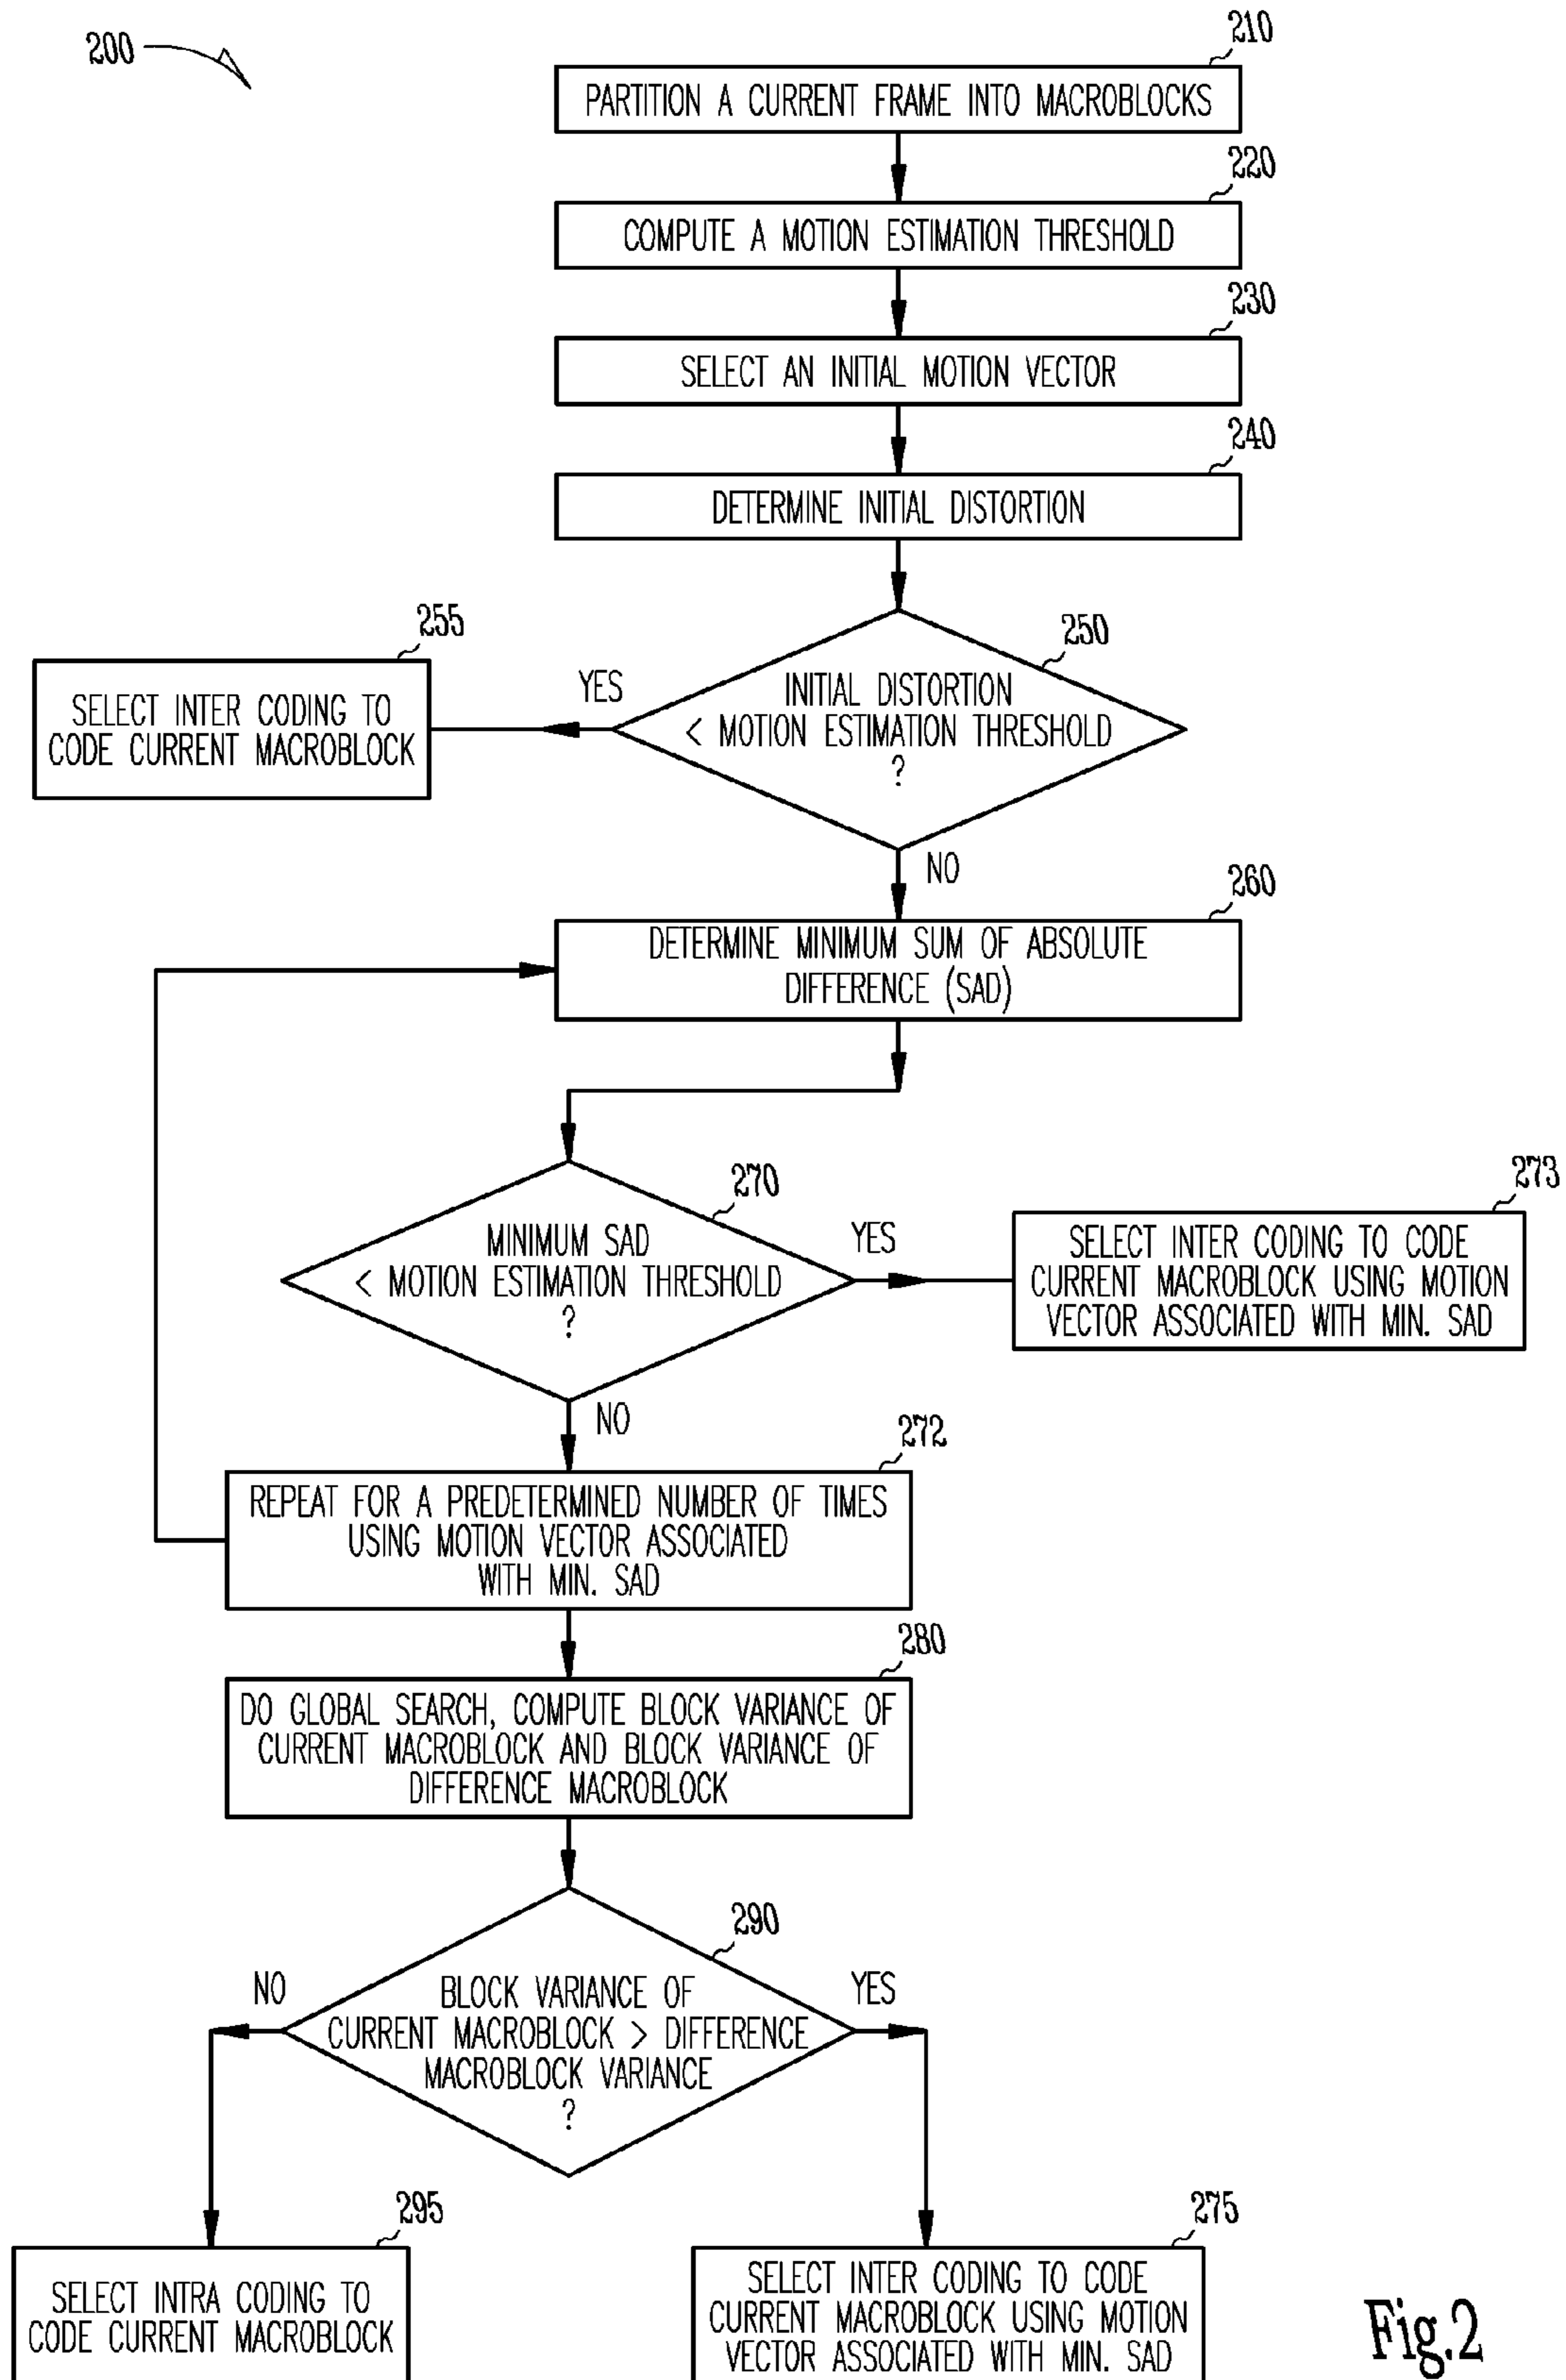 200
210
PARTITION A CURRENT FRAME INTO MACROBLOCKS
220
COMPUTE A MOTION ESTIMATION THRESHOLD
230
SELECT AN INITIAL MOTION VECTOR
240
DETERMINE INITIAL DISTORTION
250
INITIAL DISTORTION
< MOTION ESTIMATION THRESHOLD
?
YES
255
SELECT INTER CODING TO
CODE CURRENT MACROBLOCK
NO
260
DETERMINE MINIMUM SUM OF ABSOLUTE
DIFFERENCE (SAD)
270
MINIMUM SAD
< MOTION ESTIMATION THRESHOLD
?
YES
273
SELECT INTER CODING TO CODE
CURRENT MACROBLOCK USING MOTION
VECTOR ASSOCIATED WITH MIN. SAD
NO
272
REPEAT FOR A PREDETERMINED NUMBER OF TIMES
USING MOTION VECTOR ASSOCIATED
WITH MIN. SAD
280
DO GLOBAL SEARCH, COMPUTE BLOCK VARIANCE OF
CURRENT MACROBLOCK AND BLOCK VARIANCE OF
DIFFERENCE MACROBLOCK
290
BLOCK VARIANCE OF
CURRENT MACROBLOCK > DIFFERENCE
MACROBLOCK VARIANCE
?
NO
YES
295
SELECT INTRA CODING TO
CODE CURRENT MACROBLOCK
275
SELECT INTER CODING TO CODE
CURRENT MACROBLOCK USING MOTION
VECTOR ASSOCIATED WITH MIN. SAD
Fig.2